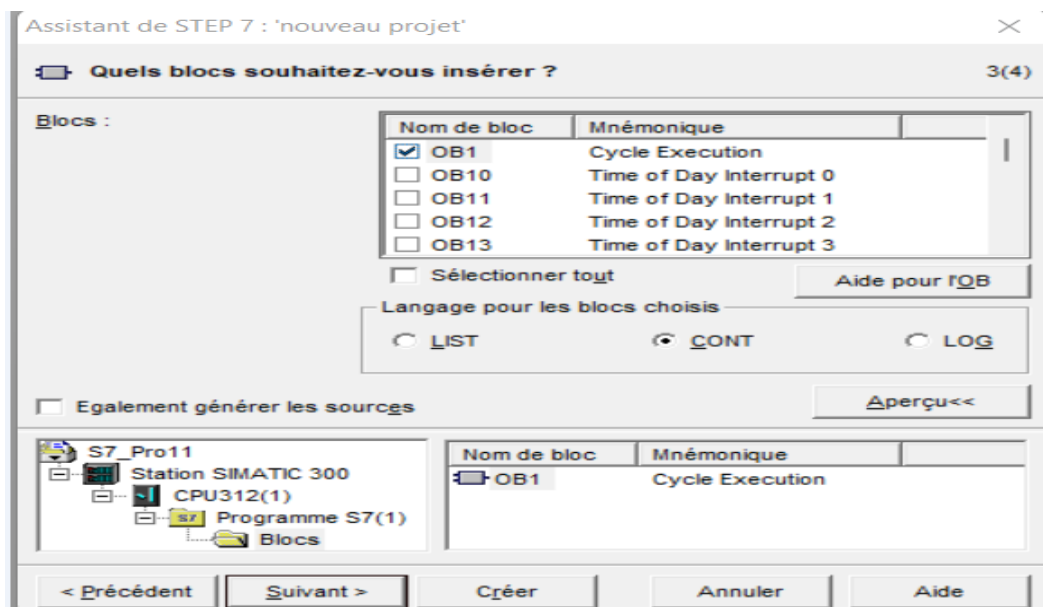 Assistant de STEP 7 : 'nouveau projet'
Quels blocs souhaitez-vous insérer ? 3(4)
Blocs :
Nom de bloc Mnémonique
OB1 Cycle Execution
OB10 Time of Day Interrupt 0
OB11 Time of Day Interrupt 1
OB12 Time of Day Interrupt 2
OB13 Time of Day Interrupt 3
Sélectionner tout
Aide pour l'OB
Langage pour les blocs choisis
LIST CONT LOG
Egalement générer les sources
Aperçu<<
S7_Pro11
Station SIMATIC 300
CPU312(1)
S7 Programme S7(1)
Blocs
Nom de bloc Mnémonique
OB1 Cycle Execution
< Précédent Suivant > Créer Annuler Aide